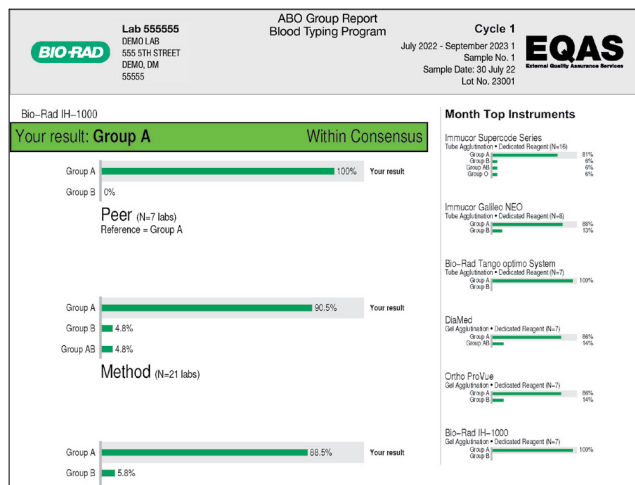 BIO-RAD
Lab 555555
DEMO LAB
555 5TH STREET
DEMO, DM
55555
ABO Group Report
Blood Typing Program
Cycle 1
July 2022 - September 2023 1
Sample No. 1
Sample Date: 30 July 22
Lot No. 23001
EQAS
External Quality Assurance Services
Bio-Rad IH-1000
Your result: Group A Within Consensus
Group A 100% Your result
Group B 0%
Peer (N=7 labs)
Reference = Group A
Group A 90.5% Your result
Group B 4.8%
Group AB 4.8%
Method (N=21 labs)
Group A 88.5% Your result
Group B 5.8%
Month Top Instruments
Immucor Supercode Series
Tube Agglutination • Dedicated Reagent (N=16)
Group A 81%
Group B 6%
Group AB 6%
Group O 6%
Immucor Galileo NEO
Tube Agglutination • Dedicated Reagent (N=8)
Group A 88%
Group B 13%
Bio-Rad Tango optimo System
Tube Agglutination • Dedicated Reagent (N=7)
Group A 100%
Group B
DiaMed
Gel Agglutination • Dedicated Reagent (N=7)
Group A 86%
Group AB 14%
Ortho ProVue
Gel Agglutination • Dedicated Reagent (N=7)
Group A 86%
Group B 14%
Bio-Rad IH-1000
Gel Agglutination • Dedicated Reagent (N=7)
Group A 100%
Group B